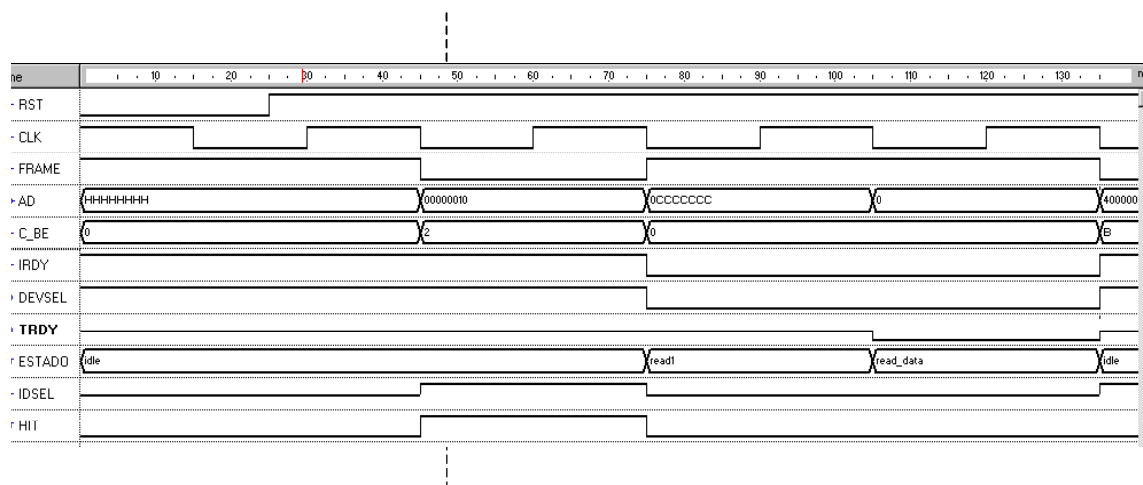 me 10 20 30 40 50 60 70 80 90 100 110 120 130
RST
CLK
FRAME
AD HHHHHHHH 00000010 0CCCCCCC 0 400000
C_BE 0 2 0 B
IRDY
DEVSEL
TRDY
ESTADO idle read1 read_data idle
IDSEL
HIT